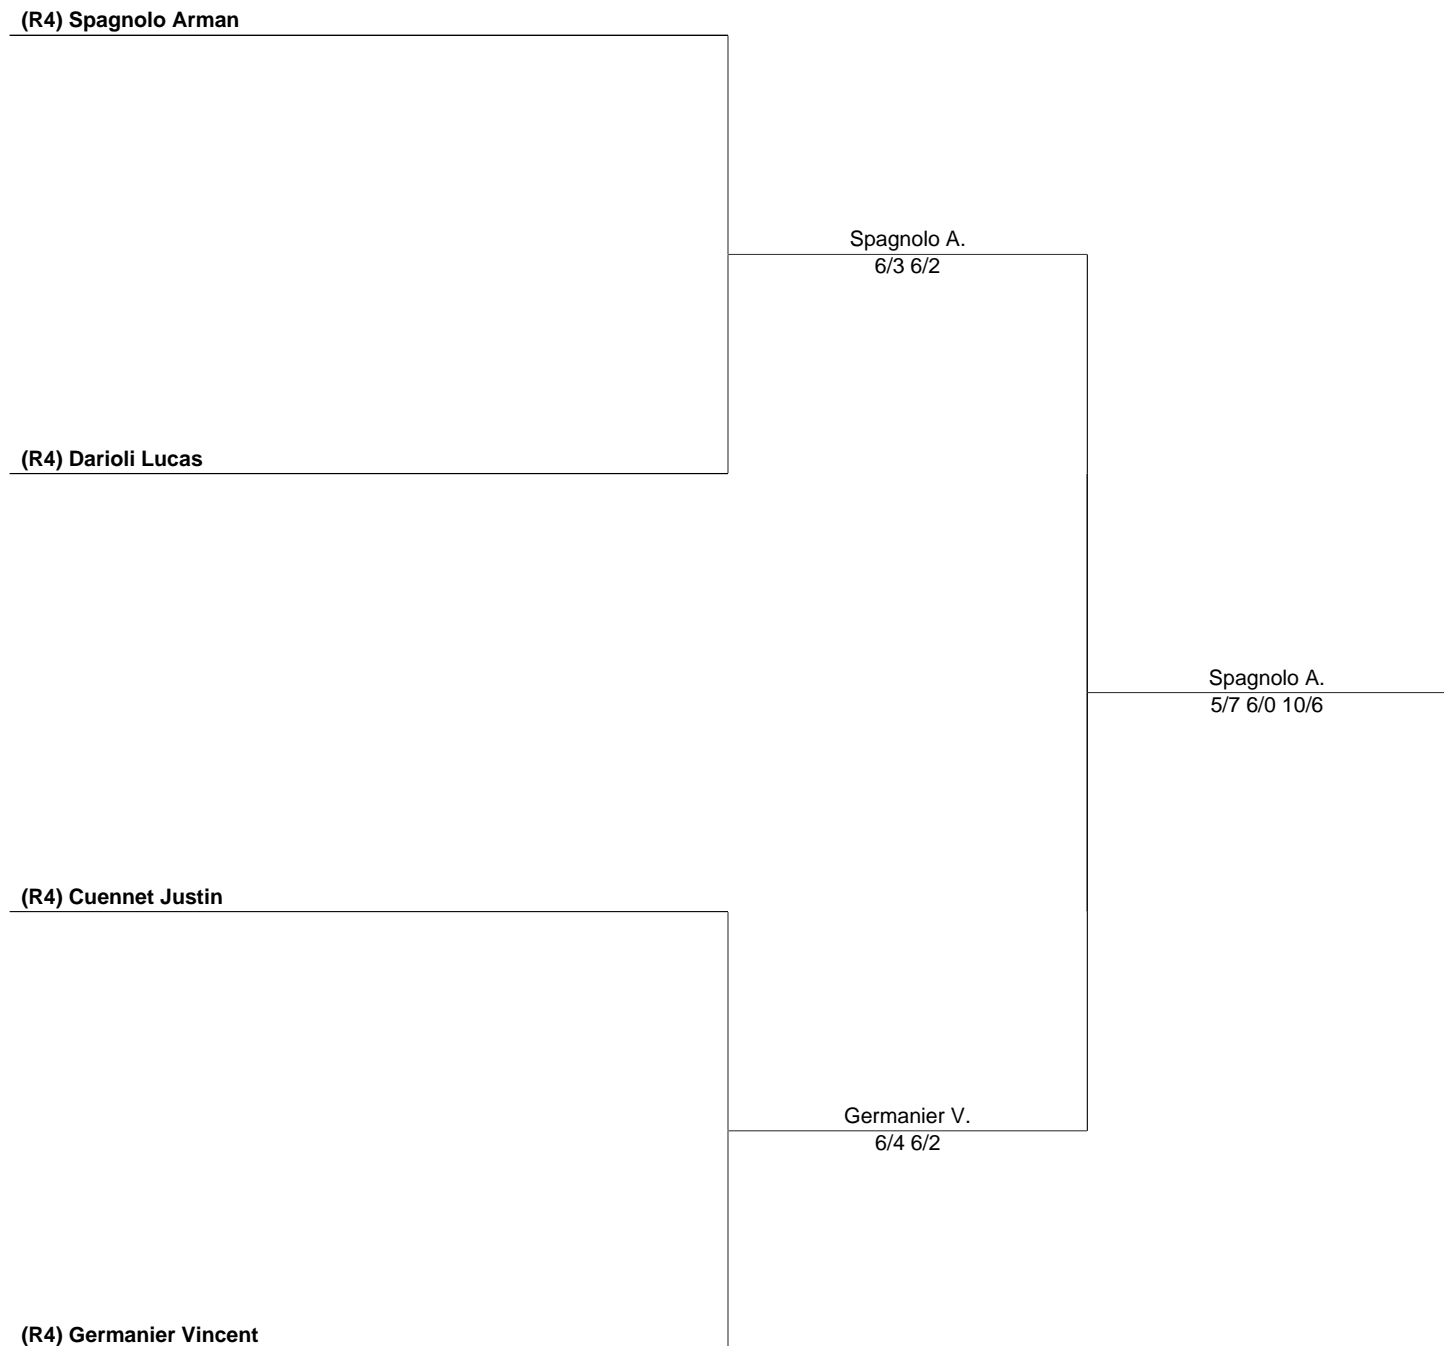 (R4) Spagnolo Arman
Spagnolo A.
6/3 6/2
(R4) Darioli Lucas
Spagnolo A.
5/7 6/0 10/6
(R4) Cuennet Justin
Germanier V.
6/4 6/2
(R4) Germanier Vincent